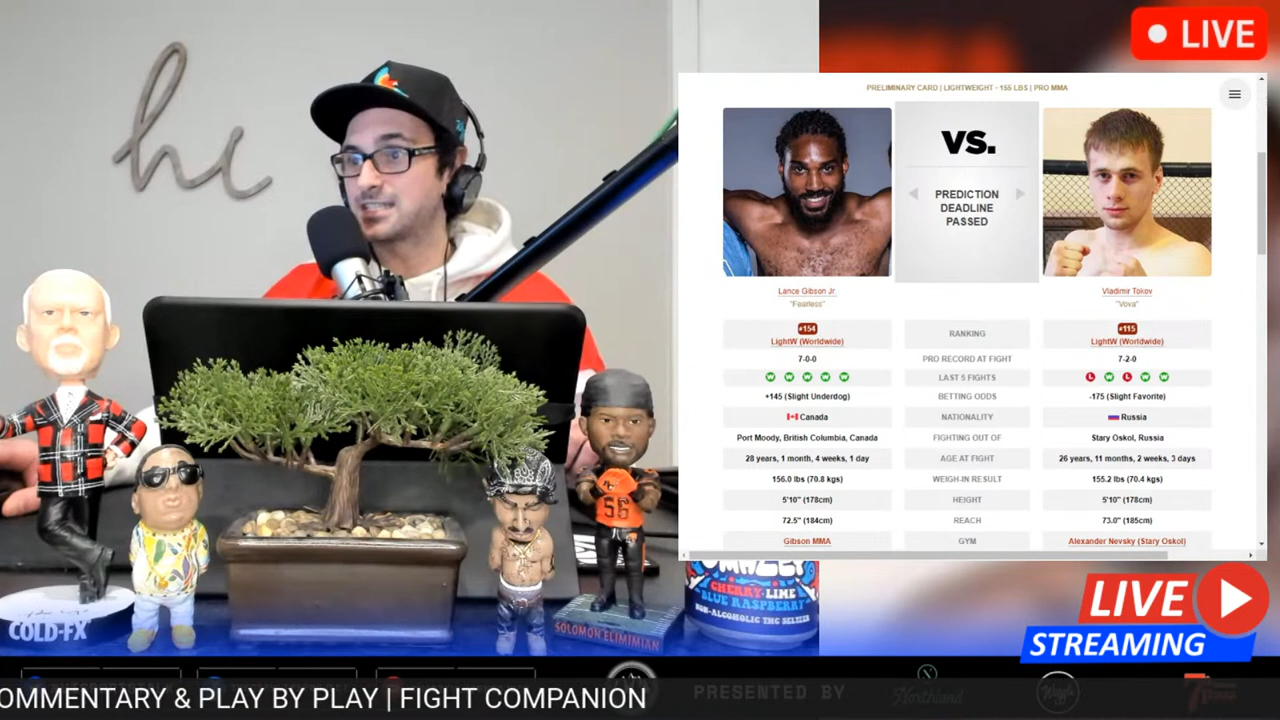 hi
LIVE
PRELIMINARY CARD | LIGHTWEIGHT · 155 LBS | PRO MMA
VS.
PREDICTION
DEADLINE
PASSED
Lance Gibson Jr.
"Fearless"
Vladimir Tokov
"Vova"
#154
LightW (Worldwide)
RANKING
#115
LightW (Worldwide)
7-0-0
PRO RECORD AT FIGHT
7-2-0
W W W W W
LAST 5 FIGHTS
L W L W W
+145 (Slight Underdog)
BETTING ODDS
-175 (Slight Favorite)
Canada
NATIONALITY
Russia
Port Moody, British Columbia, Canada
FIGHTING OUT OF
Stary Oskol, Russia
28 years, 1 month, 4 weeks, 1 day
AGE AT FIGHT
26 years, 11 months, 2 weeks, 3 days
156.0 lbs (70.8 kgs)
WEIGH-IN RESULT
155.2 lbs (70.4 kgs)
5'10" (178cm)
HEIGHT
5'10" (178cm)
72.5" (184cm)
REACH
73.0" (185cm)
Gibson MMA
GYM
Alexander Nevsky (Stary Oskol)
56
COLD-FX
SOLOMON ELIMIMIAN
CHERRY-LIME
BLUE RASPBERRY
NON-ALCOHOLIC THC SELTZER
LIVE
STREAMING
PRESENTED BY
Northland
OMMENTARY & PLAY BY PLAY | FIGHT COMPANION